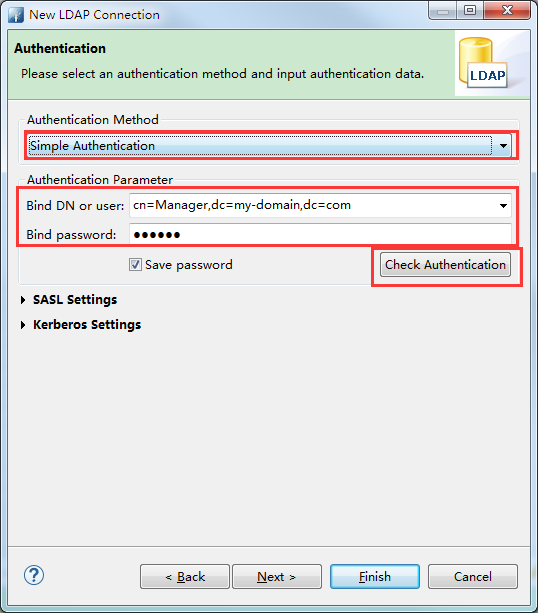 New LDAP Connection
Authentication
Please select an authentication method and input authentication data.
LDAP
Authentication Method
Simple Authentication
Authentication Parameter
Bind DN or user: cn=Manager,dc=my-domain,dc=com
Bind password: ●●●●●●
Save password
Check Authentication
SASL Settings
Kerberos Settings
?
< Back Next > Finish Cancel